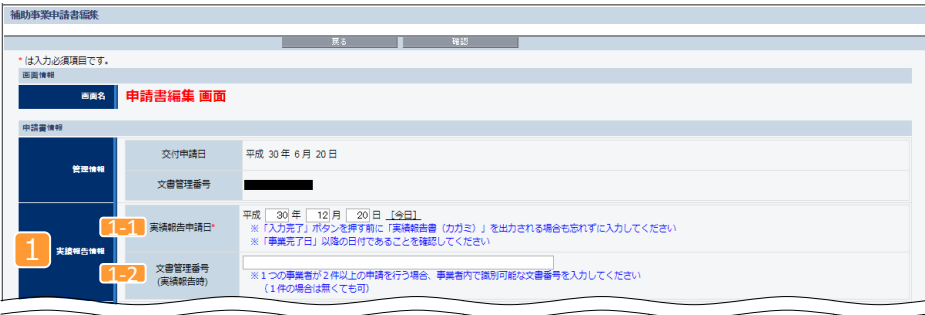 補助事業申請書編集
戻る 確認
* は入力必須項目です。
画面情報
画面名 申請書編集 画面
申請書情報
管理情報
交付申請日 平成 30 年 6 月 20 日
文書管理番号
1 実績報告情報
1-1 実績報告申請日* 平成 30 年 12 月 20 日 [今日]
※「入力完了」ボタンを押す前に「実績報告書(カガミ)」を出力される場合も忘れずに入力してください
※「事業完了日」以降の日付であることを確認してください
1-2 文書管理番号
(実績報告時)
※1つの事業者が2件以上の申請を行う場合、事業者内で識別可能な文書番号を入力してください
(1件の場合は無くても可)